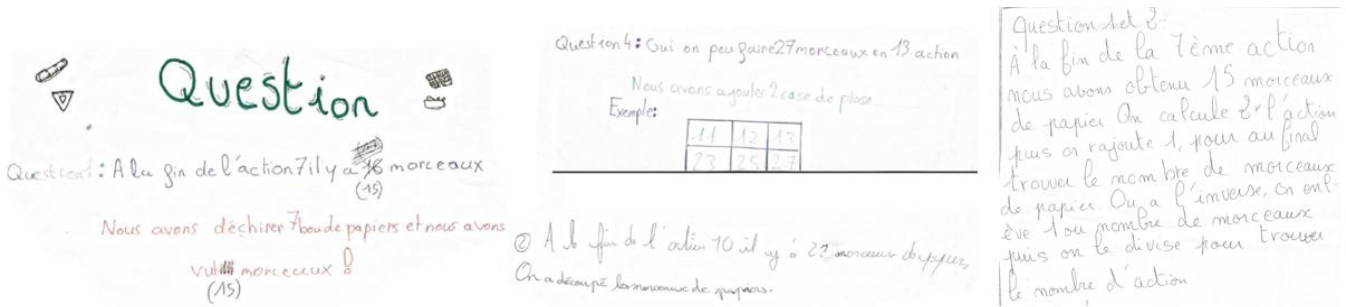 Question
Question 1: A la fin de l'action 7 il y a morceaux
(15)
Nous avons déchirer 7 bou de papiers et nous avons
vu morceaux !
(15)
Question 4: Oui on peu faire 27 morceaux en 13 action
Nous avons ajouter 2 case de plase
Exemple:
11 12 13
23 25 27
② A la fin de l'action 10 il y a morceaux de papiers,
On a découpé les morceaux de papiers.
Question 1 et 2:
À la fin de la 7ème action
nous avons obtenu 15 morceaux
de papier. On calcule l'action
puis on rajoute 1, pour au final
trouver le nombre de morceaux
de papier. Ou a l'inverse, on enl-
ève 1 au nombre de morceaux
puis on le divise pour trouver
le nombre d'action